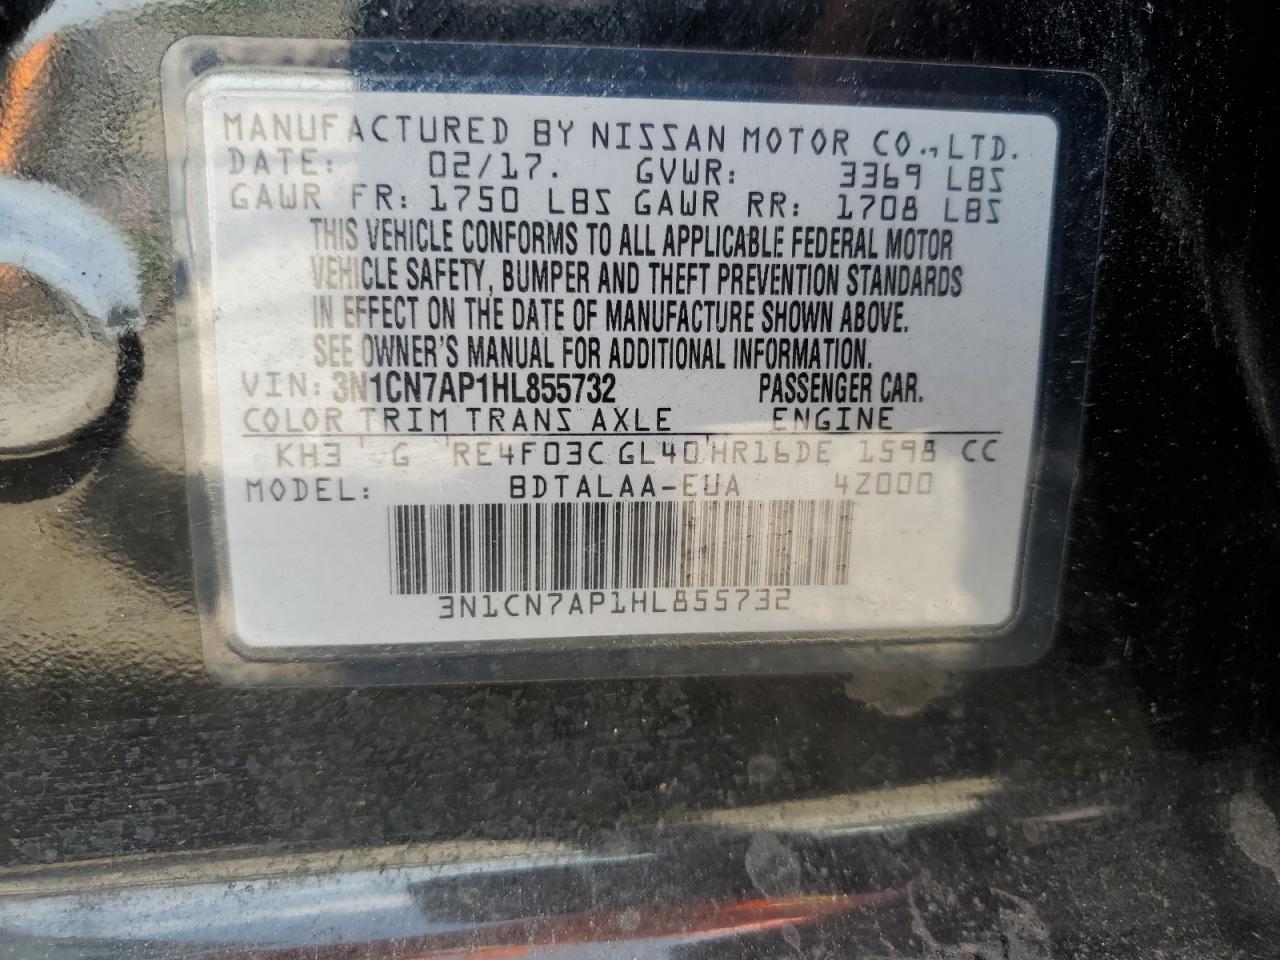 MANUFACTURED BY NISSAN MOTOR CO., LTD.
DATE: 02/17. GVWR: 3369 LBS
GAWR FR: 1750 LBS GAWR RR: 1708 LBS
THIS VEHICLE CONFORMS TO ALL APPLICABLE FEDERAL MOTOR
VEHICLE SAFETY, BUMPER AND THEFT PREVENTION STANDARDS
IN EFFECT ON THE DATE OF MANUFACTURE SHOWN ABOVE.
SEE OWNER'S MANUAL FOR ADDITIONAL INFORMATION.
VIN: 3N1CN7AP1HL855732 PASSENGER CAR.
COLOR TRIM TRANS AXLE ENGINE
KH3 G RE4F03C GL40 HR16DE 1598 CC
MODEL: BDTALAA-EUA 4Z000
3N1CN7AP1HL855732